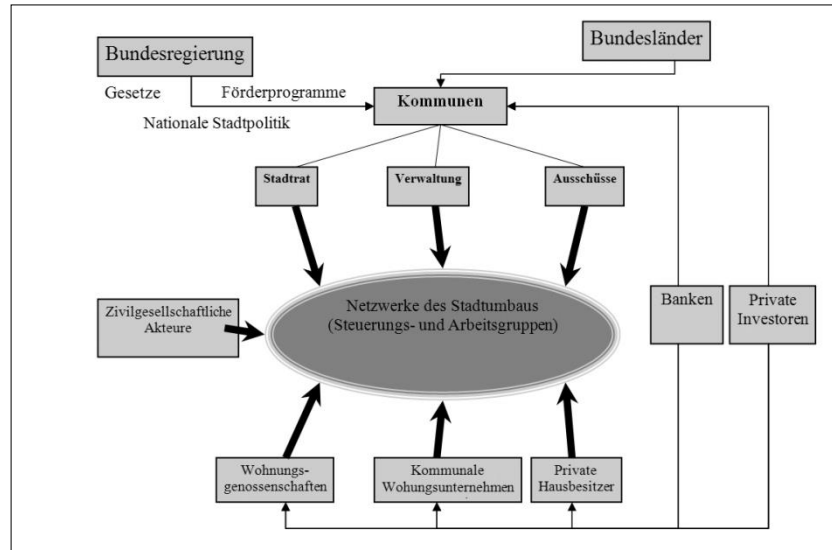 Bundesregierung
Bundesländer
Gesetze
Förderprogramme
Kommunen
Nationale Stadtpolitik
Stadtrat
Verwaltung
Ausschüsse
Zivilgesellschaftliche
Akteure
Netzwerke des Stadtumbaus
(Steuerungs- und Arbeitsgruppen)
Banken
Private
Investoren
Wohnungs-
genossenschaften
Kommunale
Wohungsunternehmen
Private
Hausbesitzer